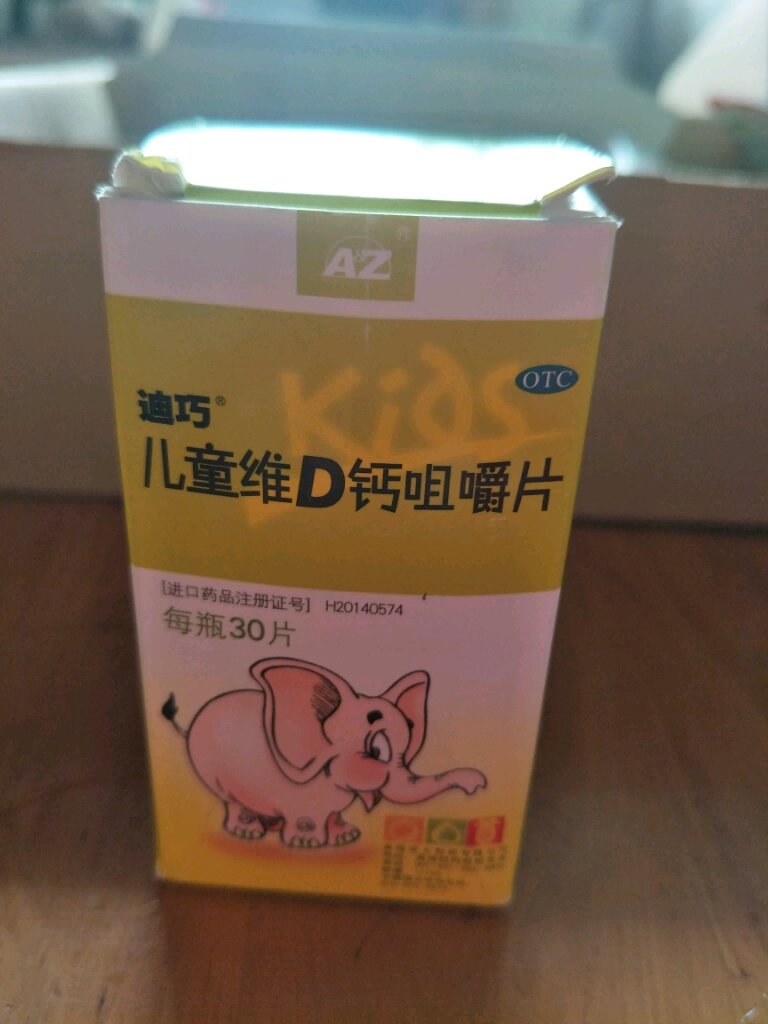 A&Z®
Kids
OTC
迪巧®
儿童维D钙咀嚼片
[进口药品注册证号] H20140574
每瓶30片